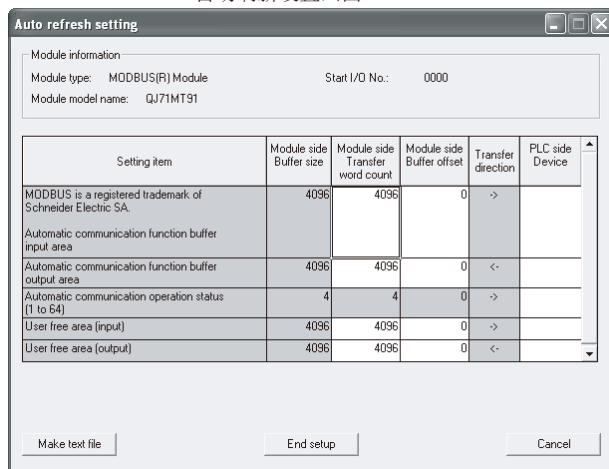 Auto refresh setting
Module information
Module type: MODBUS(R) Module Start I/O No.: 0000
Module model name: QJ71MT91
Setting item
Module side Buffer size
Module side Transfer word count
Module side Buffer offset
Transfer direction
PLC side Device
MODBUS is a registered trademark of
Schneider Electric SA.
Automatic communication function buffer
input area
4096 4096 0 ->
Automatic communication function buffer
output area
4096 4096 0 <-
Automatic communication operation status
(1 to 64)
4 4 0 ->
User free area (input) 4096 4096 0 ->
User free area (output) 4096 4096 0 <-
Make text file End setup Cancel